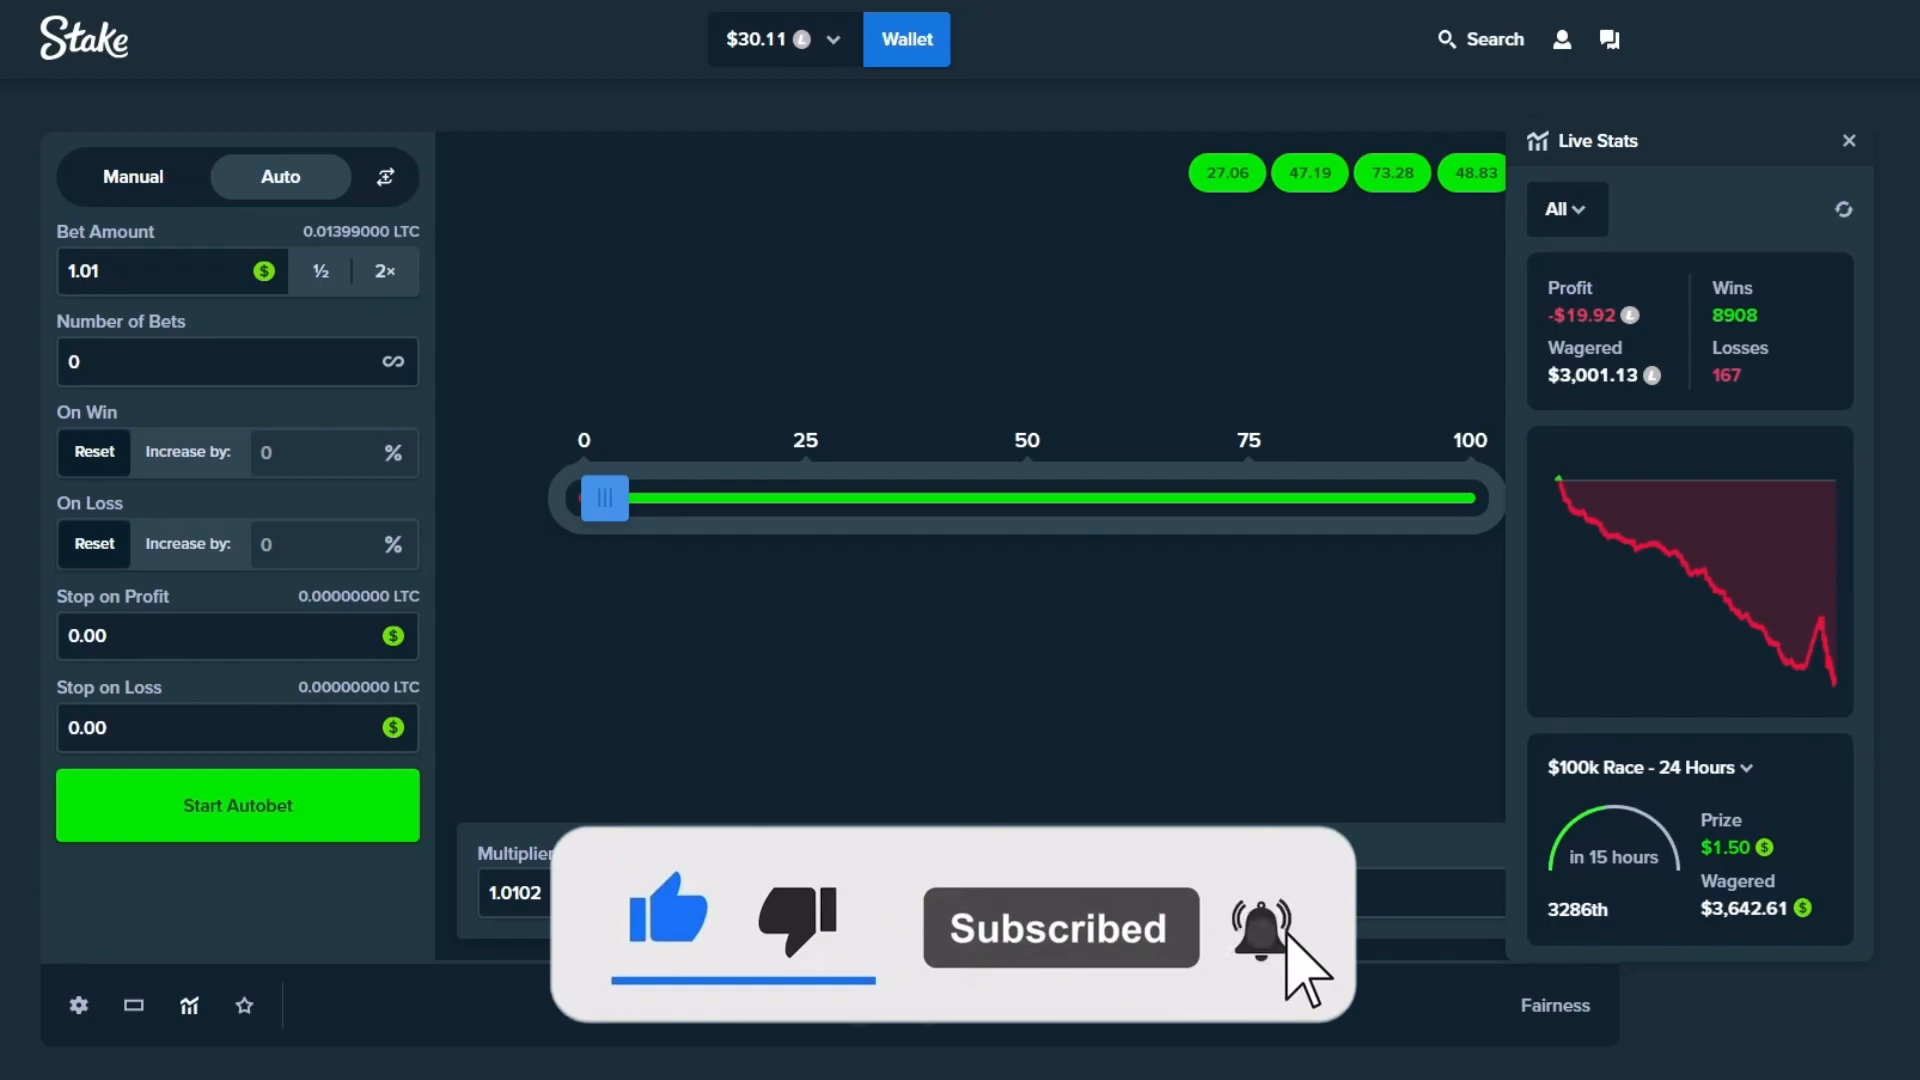 Stake
$30.11
Wallet
Search
Manual
Auto
Bet Amount
0.01399000 LTC
1.01
½
2×
Number of Bets
0
On Win
Reset
Increase by:
0
%
On Loss
Reset
Increase by:
0
%
Stop on Profit
0.00000000 LTC
0.00
Stop on Loss
0.00000000 LTC
0.00
Start Autobet
27.06
47.19
73.28
48.83
0
25
50
75
100
Multiplier
1.0102
Subscribed
Live Stats
All
Profit
-$19.92
Wins
8908
Wagered
$3,001.13
Losses
167
$100k Race - 24 Hours
in 15 hours
3286th
Prize
$1.50
Wagered
$3,642.61
Fairness